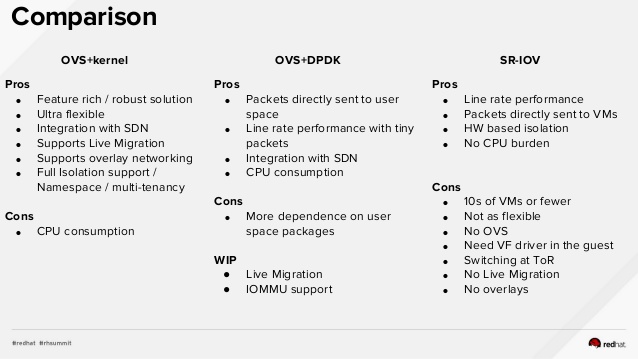 Comparison
OVS+kernel
Pros
● Feature rich / robust solution
● Ultra flexible
● Integration with SDN
● Supports Live Migration
● Supports overlay networking
● Full Isolation support /
Namespace / multi-tenancy
Cons
● CPU consumption
OVS+DPDK
Pros
● Packets directly sent to user
space
● Line rate performance with tiny
packets
● Integration with SDN
● CPU consumption
Cons
● More dependence on user
space packages
WIP
● Live Migration
● IOMMU support
SR-IOV
Pros
● Line rate performance
● Packets directly sent to VMs
● HW based isolation
● No CPU burden
Cons
● 10s of VMs or fewer
● Not as flexible
● No OVS
● Need VF driver in the guest
● Switching at ToR
● No Live Migration
● No overlays
#redhat #rhsummit
redhat.